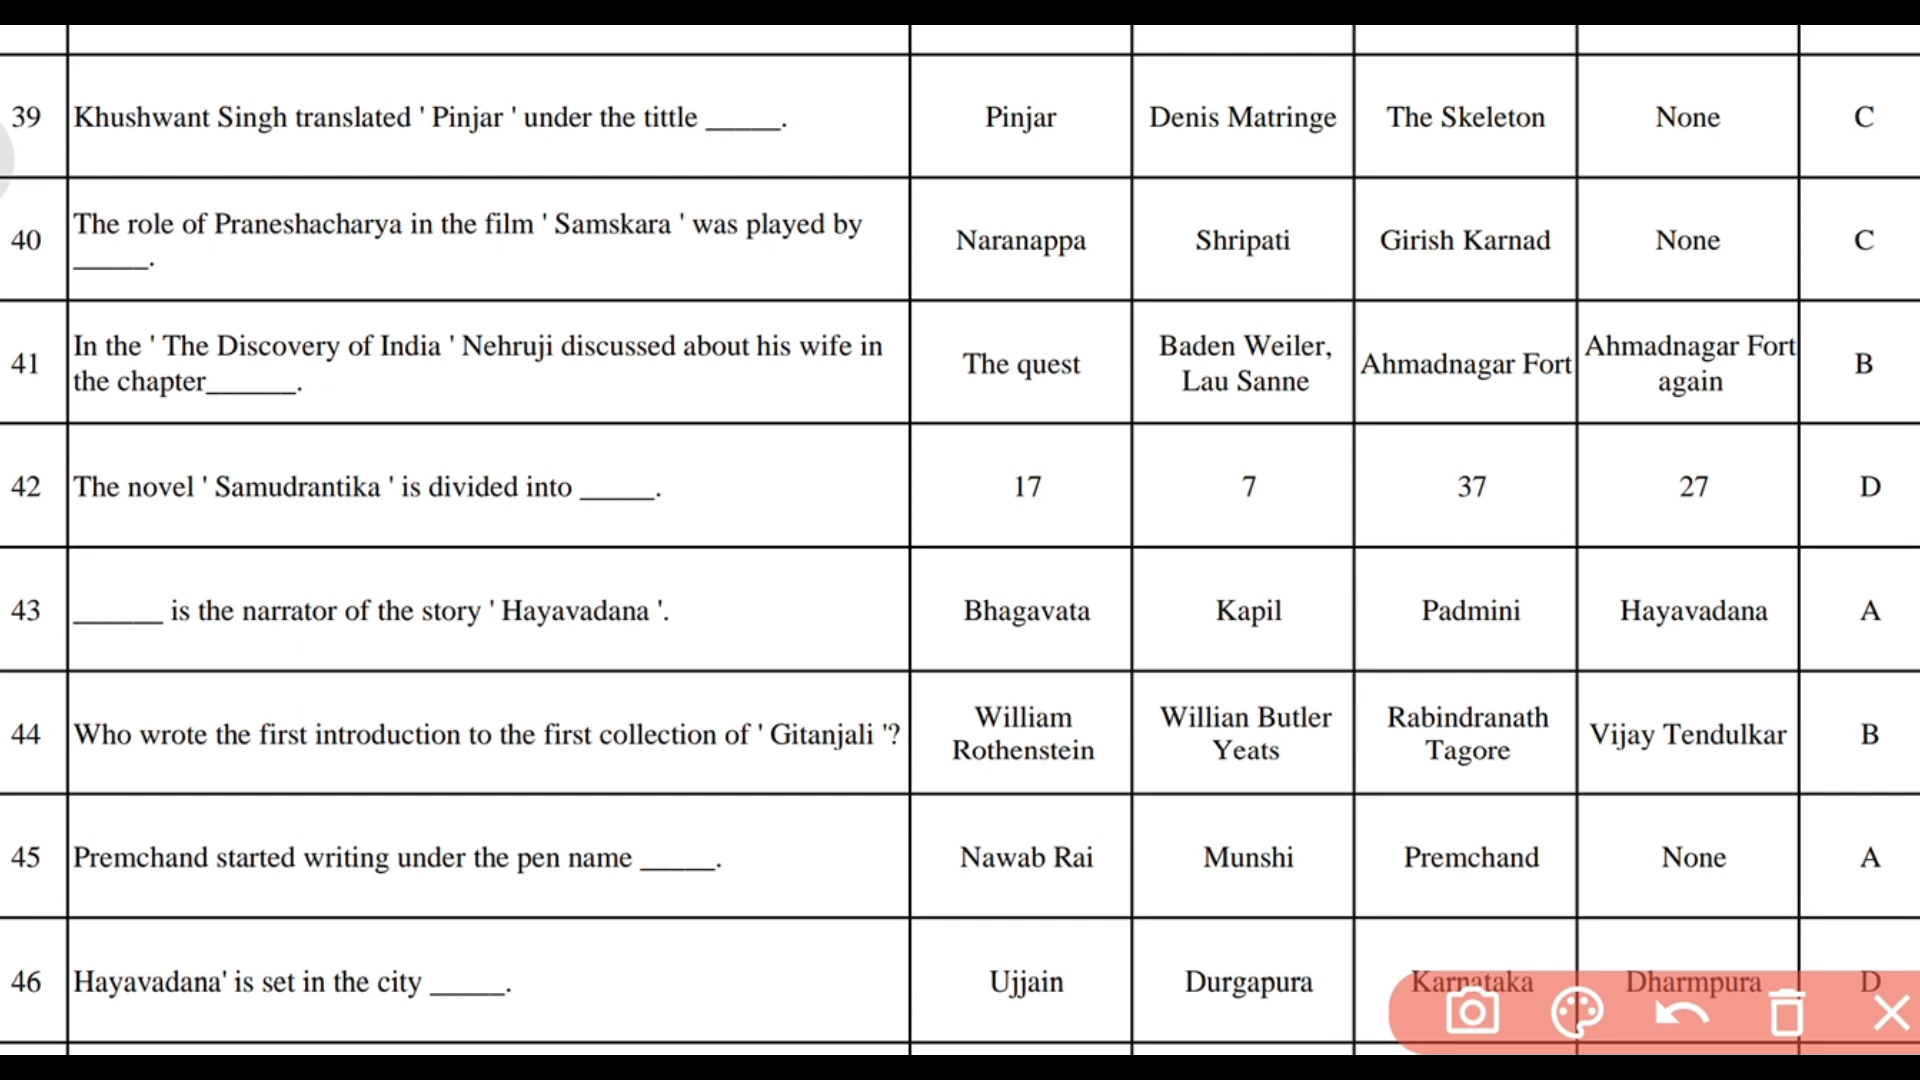 39 Khushwant Singh translated ' Pinjar ' under the tittle _____. Pinjar Denis Matringe The Skeleton None C
40 The role of Praneshacharya in the film ' Samskara ' was played by _____. Naranappa Shripati Girish Karnad None C
41 In the ' The Discovery of India ' Nehruji discussed about his wife in the chapter______. The quest Baden Weiler, Lau Sanne Ahmadnagar Fort Ahmadnagar Fort again B
42 The novel ' Samudrantika ' is divided into _____. 17 7 37 27 D
43 ______ is the narrator of the story ' Hayavadana '. Bhagavata Kapil Padmini Hayavadana A
44 Who wrote the first introduction to the first collection of ' Gitanjali '? William Rothenstein Willian Butler Yeats Rabindranath Tagore Vijay Tendulkar B
45 Premchand started writing under the pen name _____. Nawab Rai Munshi Premchand None A
46 Hayavadana' is set in the city _____. Ujjain Durgapura Karnataka Dharmpura D